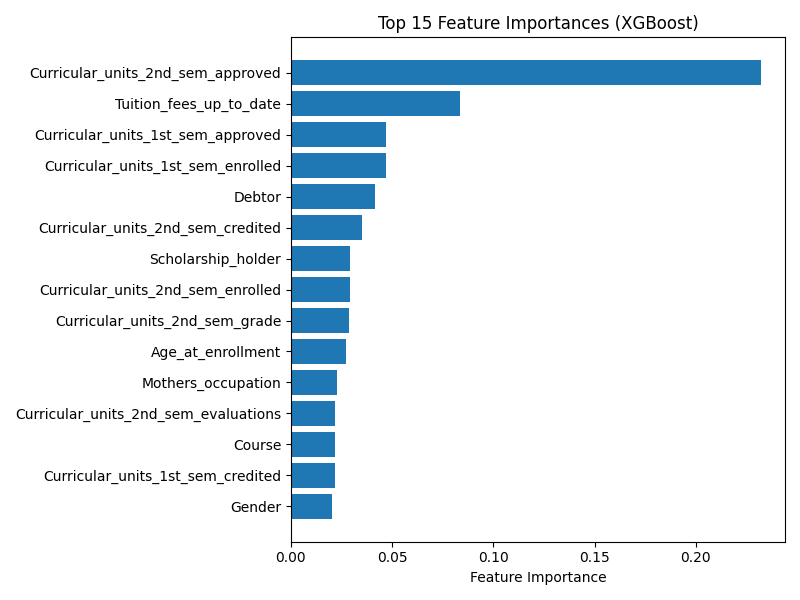 Top 15 Feature Importances (XGBoost)
Curricular_units_2nd_sem_approved
Tuition_fees_up_to_date
Curricular_units_1st_sem_approved
Curricular_units_1st_sem_enrolled
Debtor
Curricular_units_2nd_sem_credited
Scholarship_holder
Curricular_units_2nd_sem_enrolled
Curricular_units_2nd_sem_grade
Age_at_enrollment
Mothers_occupation
Curricular_units_2nd_sem_evaluations
Course
Curricular_units_1st_sem_credited
Gender
0.00 0.05 0.10 0.15 0.20
Feature Importance